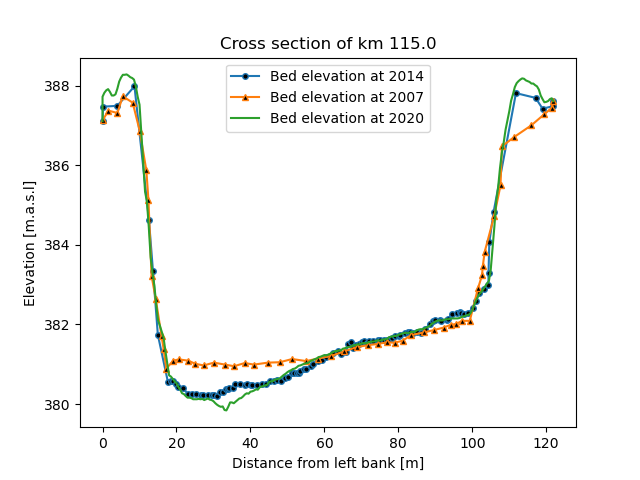 Cross section of km 115.0
Bed elevation at 2014
Bed elevation at 2007
Bed elevation at 2020
Elevation [m.a.s.l]
388
386
384
382
380
0 20 40 60 80 100 120
Distance from left bank [m]